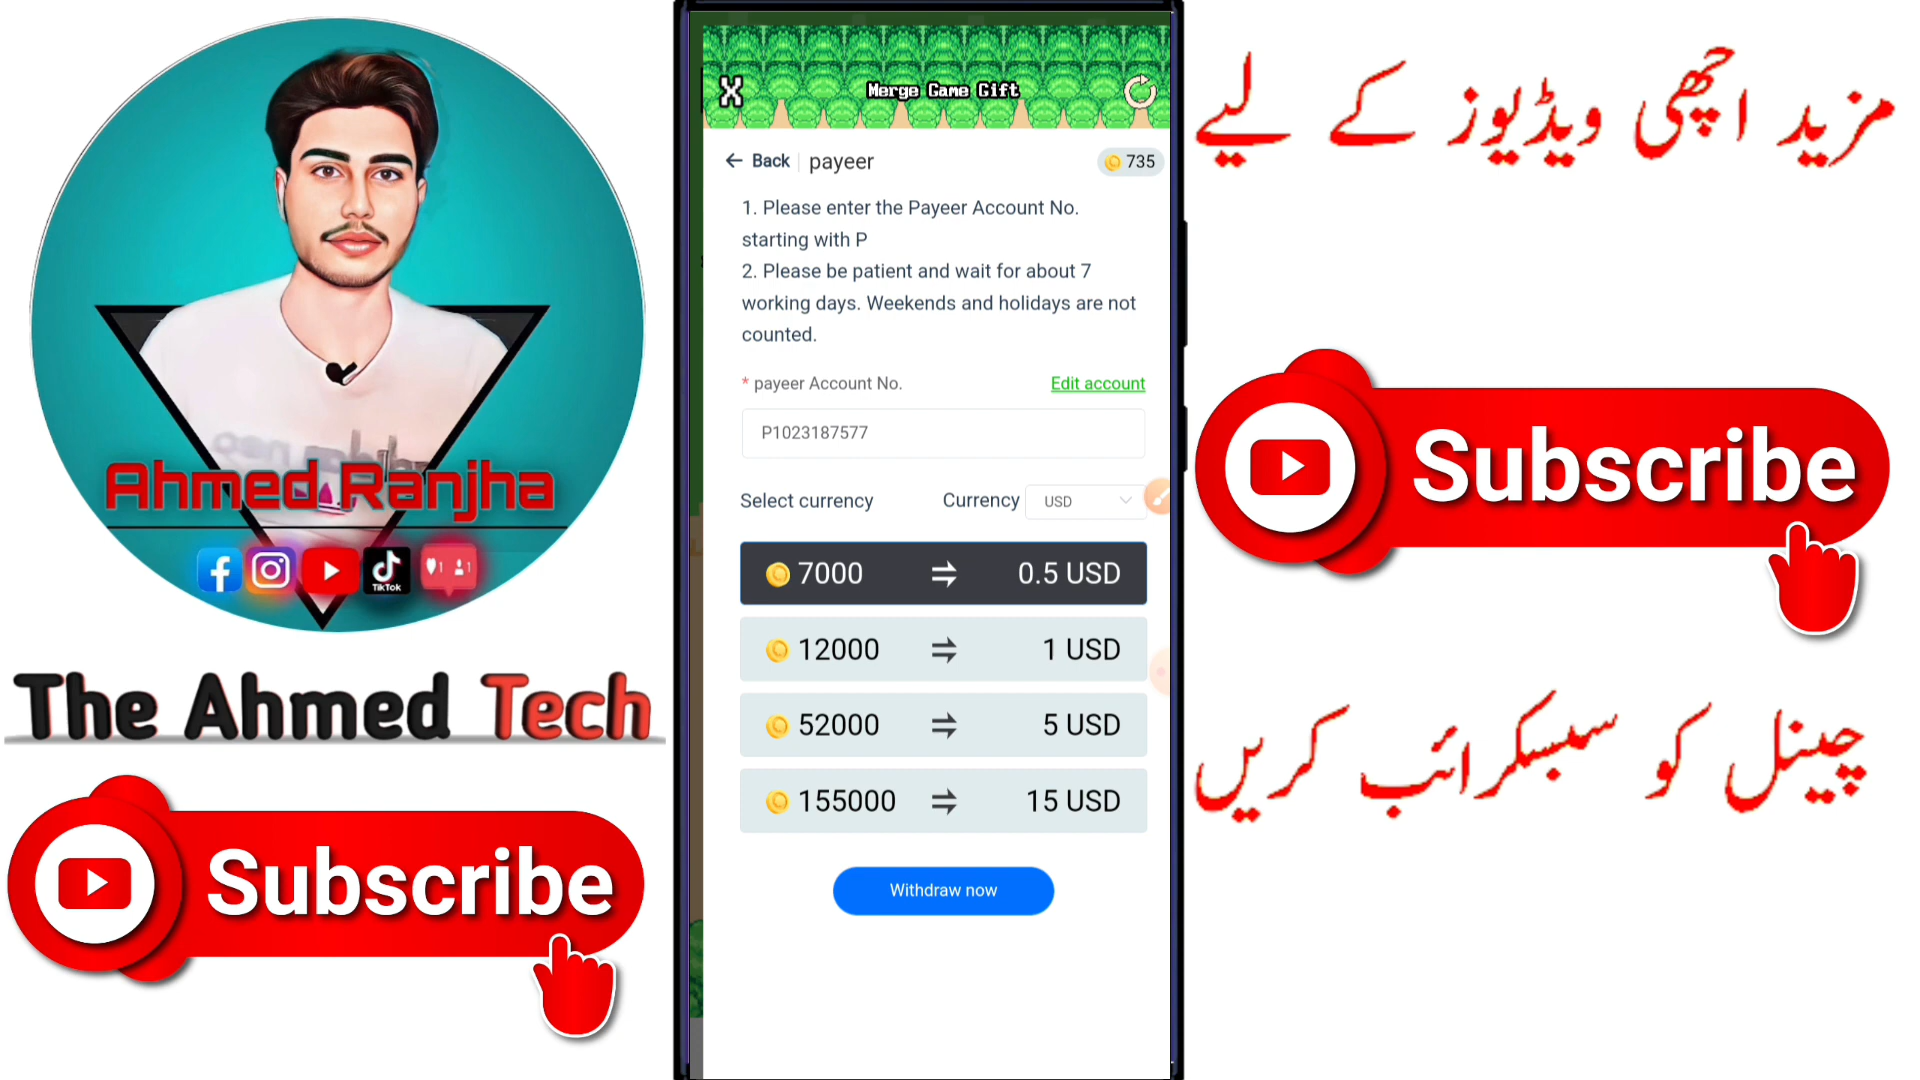 Ahmed Ranjha
TikTok
1 1
The Ahmed Tech
Subscribe
Merge Game Gift
Back payeer
735
1. Please enter the Payeer Account No.
starting with P
2. Please be patient and wait for about 7
working days. Weekends and holidays are not
counted.
* payeer Account No. Edit account
P1023187577
Select currency Currency USD
7000 0.5 USD
12000 1 USD
52000 5 USD
155000 15 USD
Withdraw now
مزید اچھی ویڈیوز کے لیے
Subscribe
چینل کو سبسکرائب کریں